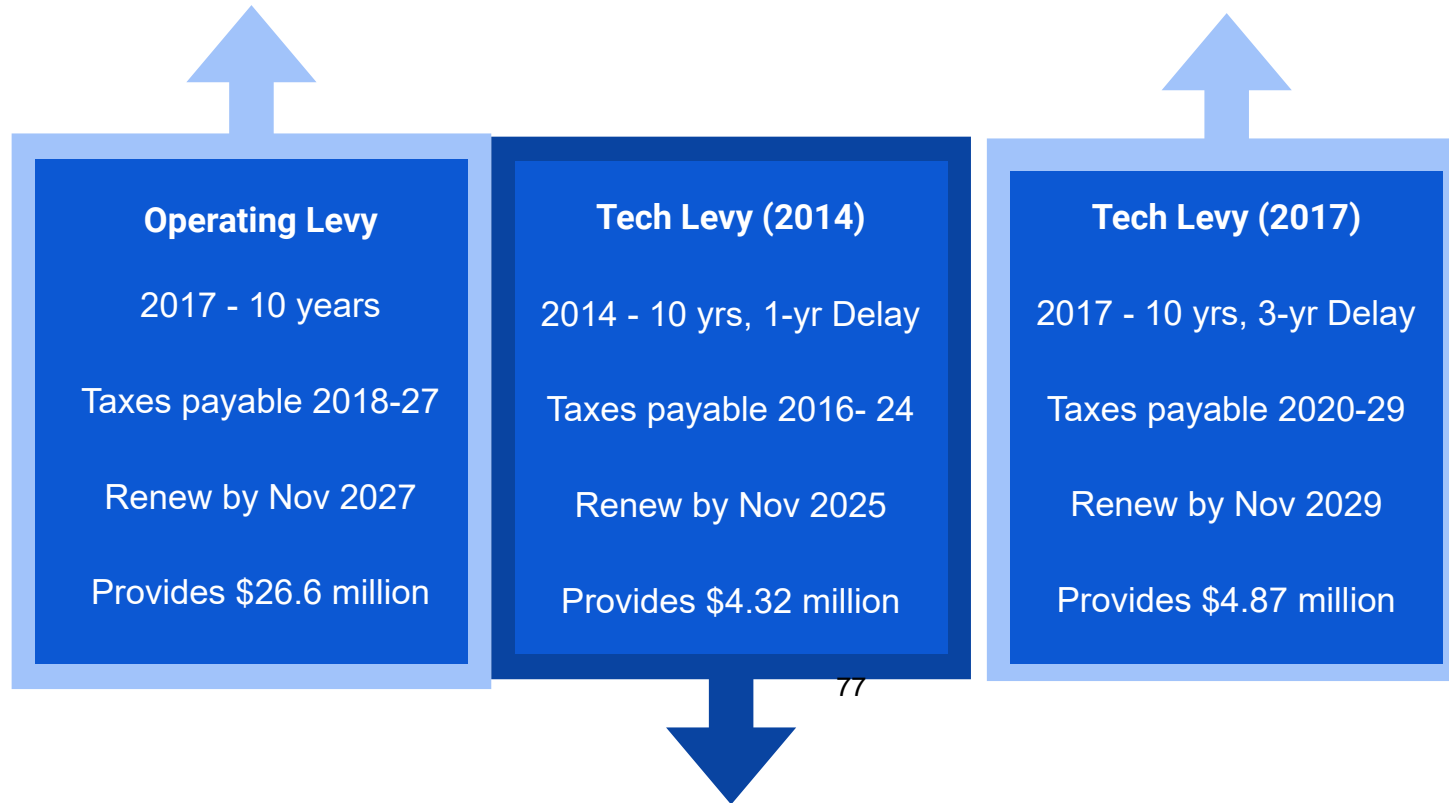 Operating Levy
2017 - 10 years
Taxes payable 2018-27
Renew by Nov 2027
Provides $26.6 million
Tech Levy (2014)
2014 - 10 yrs, 1-yr Delay
Taxes payable 2016- 24
Renew by Nov 2025
Provides $4.32 million
Tech Levy (2017)
2017 - 10 yrs, 3-yr Delay
Taxes payable 2020-29
Renew by Nov 2029
Provides $4.87 million
77